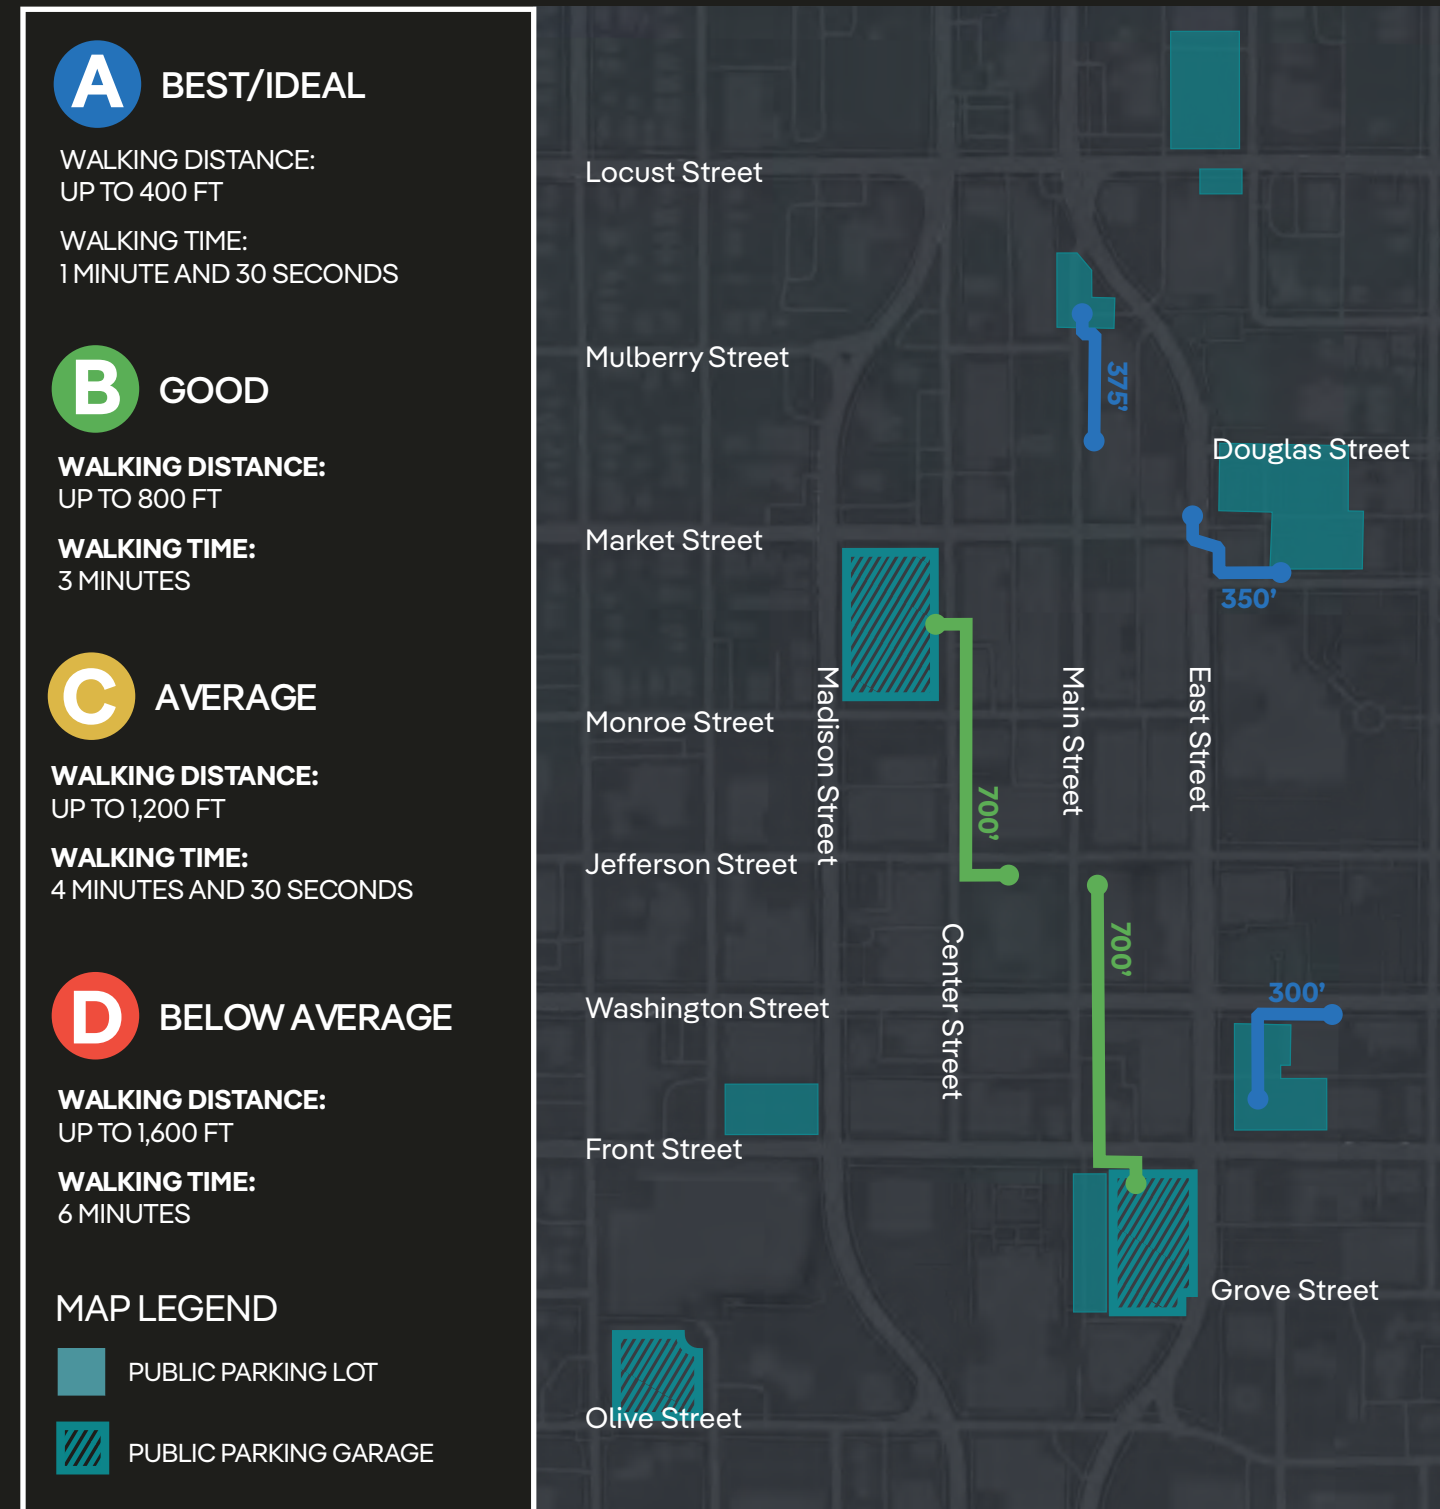 A BEST/IDEAL
WALKING DISTANCE:
UP TO 400 FT
WALKING TIME:
1 MINUTE AND 30 SECONDS
B GOOD
WALKING DISTANCE:
UP TO 800 FT
WALKING TIME:
3 MINUTES
C AVERAGE
WALKING DISTANCE:
UP TO 1,200 FT
WALKING TIME:
4 MINUTES AND 30 SECONDS
D BELOW AVERAGE
WALKING DISTANCE:
UP TO 1,600 FT
WALKING TIME:
6 MINUTES
MAP LEGEND
PUBLIC PARKING LOT
PUBLIC PARKING GARAGE
Locust Street
Mulberry Street
375’
Douglas Street
Market Street
350’
Madison Street
Main Street
East Street
Monroe Street
700’
Jefferson Street
Center Street
700’
300’
Washington Street
Front Street
Grove Street
Olive Street